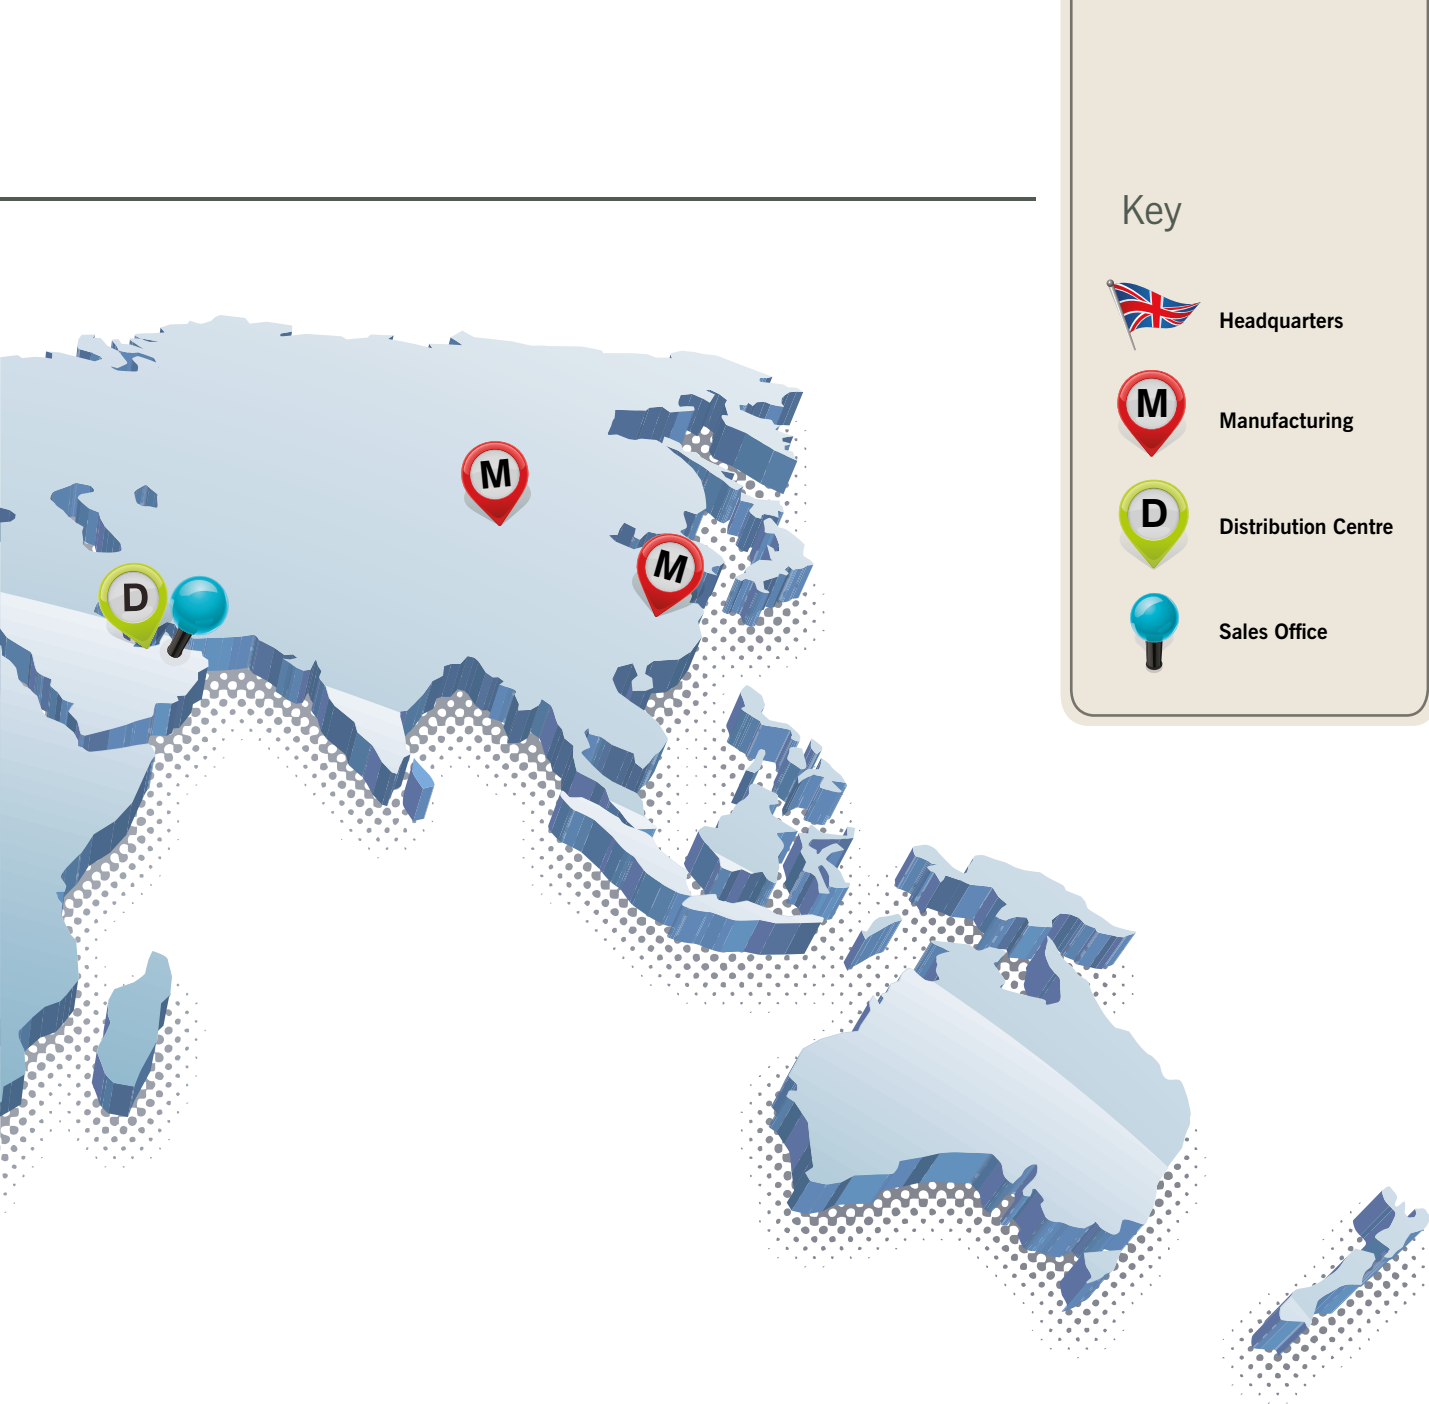 Key
Headquarters
M
Manufacturing
D
Distribution Centre
Sales Office
M
M
D